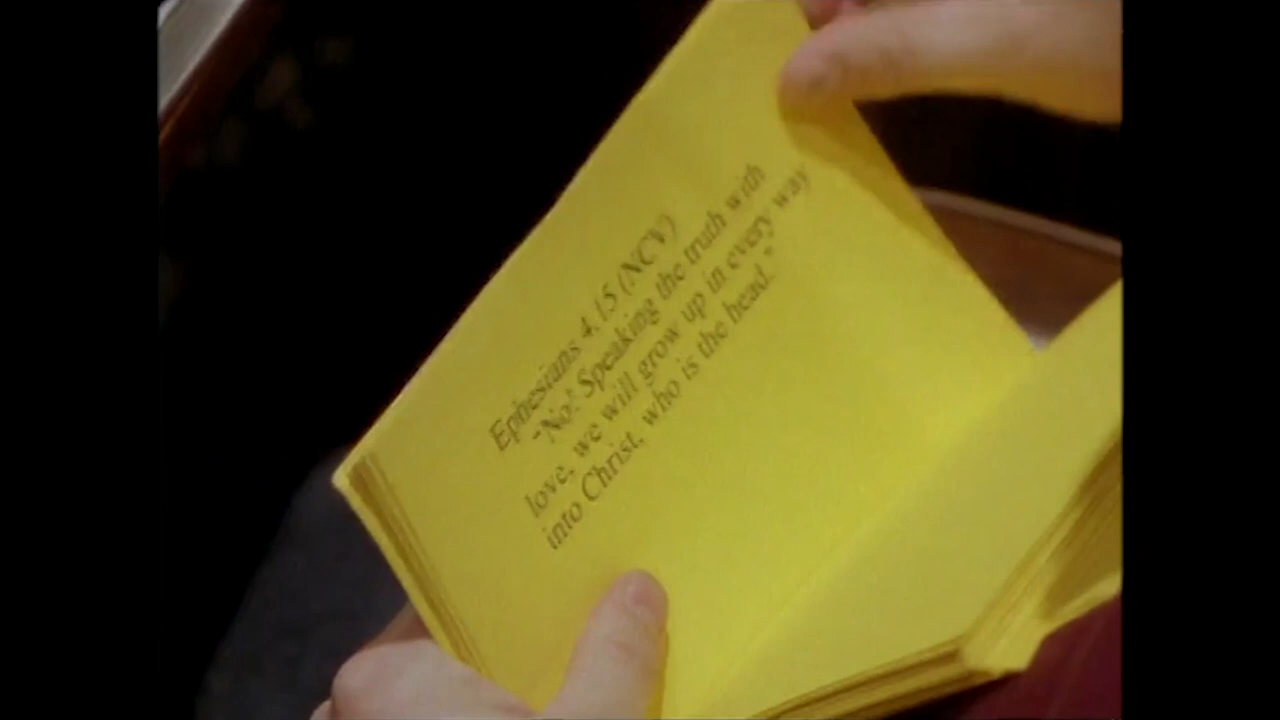 Ephesians 4.15 (NCV)
"No." Speaking the truth with
love, we will grow up in every way
into Christ, who is the head."